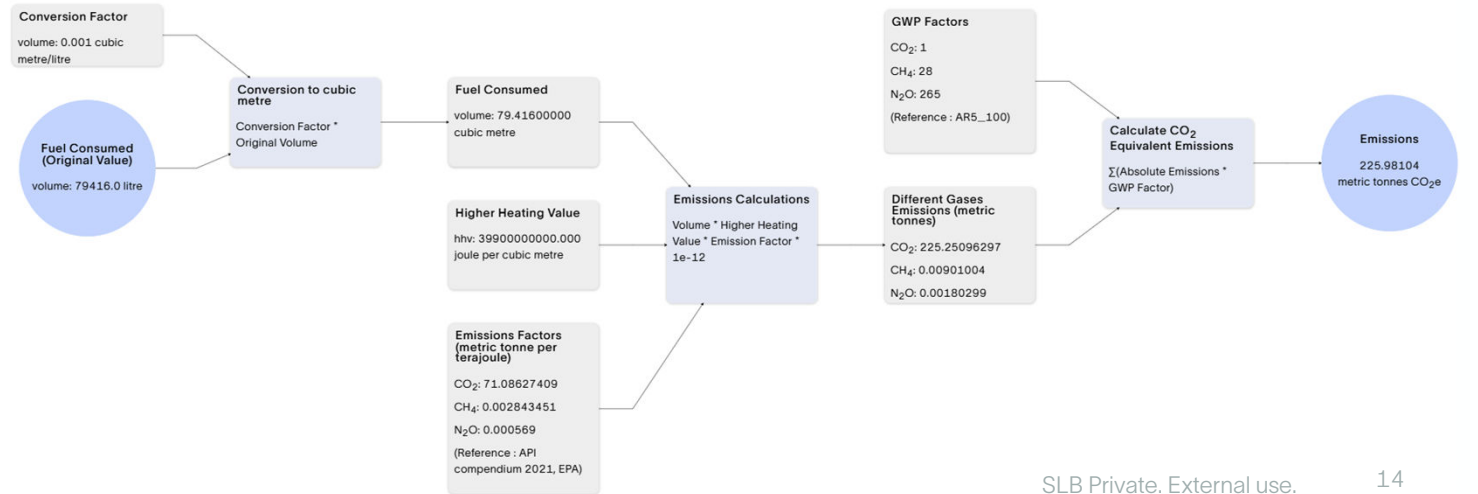 Conversion Factor
volume: 0.001 cubic
metre/litre
Fuel Consumed
(Original Value)
volume: 79416.0 litre
Conversion to cubic
metre
Conversion Factor *
Original Volume
Fuel Consumed
volume: 79.41600000
cubic metre
Higher Heating Value
hhv: 39900000000.000
joule per cubic metre
Emissions Factors
(metric tonne per
terajoule)
CO₂: 71.08627409
CH₄: 0.002843451
N₂O: 0.000569
(Reference : API
compendium 2021, EPA)
Emissions Calculations
Volume * Higher Heating
Value * Emission Factor *
1e-12
GWP Factors
CO₂: 1
CH₄: 28
N₂O: 265
(Reference : AR5_100)
Different Gases
Emissions (metric
tonnes)
CO₂: 225.25096297
CH₄: 0.00901004
N₂O: 0.00180299
Calculate CO₂
Equivalent Emissions
Σ(Absolute Emissions *
GWP Factor)
Emissions
225.98104
metric tonnes CO₂e
SLB Private. External use.
14